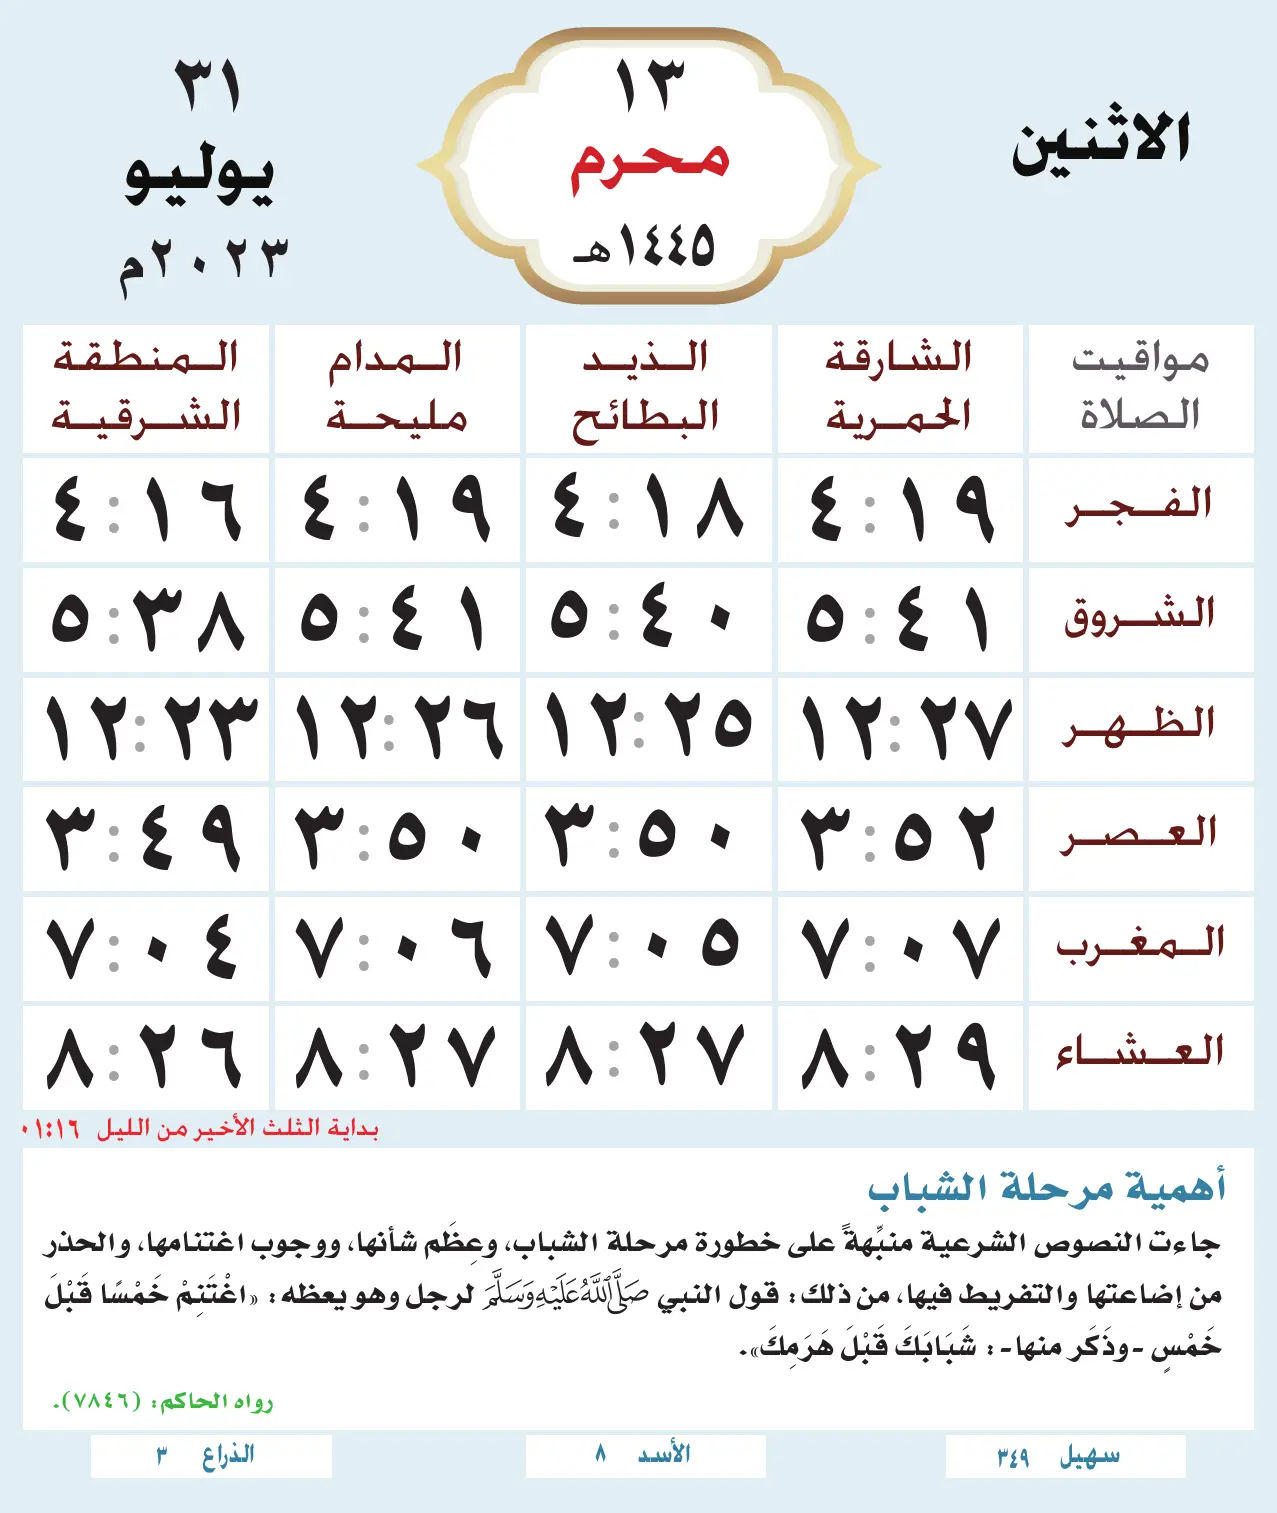 الاثنين
١٣
محرم
١٤٤٥هـ
٣١
يوليو
٢٠٢٣م
مواقيت الصلاة الشارقة الحمرية الذيد البطائح المدام مليحة المنطقة الشرقية
الفجر ٤:١٩ ٤:١٨ ٤:١٩ ٤:١٦
الشروق ٥:٤١ ٥:٤٠ ٥:٤١ ٥:٣٨
الظهر ١٢:٢٧ ١٢:٢٥ ١٢:٢٦ ١٢:٢٣
العصر ٣:٥٢ ٣:٥٠ ٣:٥٠ ٣:٤٩
المغرب ٧:٠٧ ٧:٠٥ ٧:٠٦ ٧:٠٤
العشاء ٨:٢٩ ٨:٢٧ ٨:٢٧ ٨:٢٦
بداية الثلث الأخير من الليل ٠١:١٦
أهمية مرحلة الشباب
جاءت النصوص الشرعية منبِّهةً على خطورة مرحلة الشباب، وعِظَم شأنها، ووجوب اغتنامها، والحذر
من إضاعتها والتفريط فيها، من ذلك: قول النبي صَلَّى اللَّهُ عَلَيْهِ وَسَلَّمَ لرجل وهو يعظه: «اغْتَنِمْ خَمْسًا قَبْلَ
خَمْسٍ -وذَكَر منها-: شَبَابَكَ قَبْلَ هَرَمِكَ».
رواه الحاكم: (٧٨٤٦).
سهيل ٣٤٩
الأسد ٨
الذراع ٣